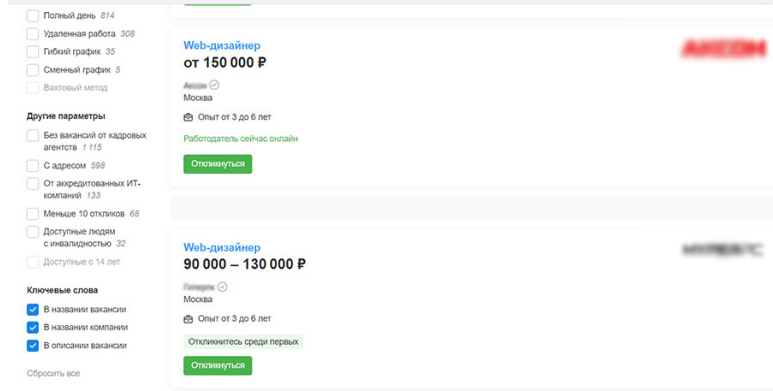 Полный день 814
Удаленная работа 308
Гибкий график 35
Сменный график 5
Вахтовый метод
Другие параметры
Без вакансий от кадровых
агентств 1 115
С адресом 598
От аккредитованных ИТ-
компаний 133
Меньше 10 откликов 68
Доступные людям
с инвалидностью 32
Доступные с 14 лет
Ключевые слова
В названии вакансии
В названии компании
В описании вакансии
Сбросить все
Web-дизайнер
от 150 000 ₽
Москва
Опыт от 3 до 6 лет
Работодатель сейчас онлайн
Откликнуться
Web-дизайнер
90 000 – 130 000 ₽
Москва
Опыт от 3 до 6 лет
Откликнитесь среди первых
Откликнуться